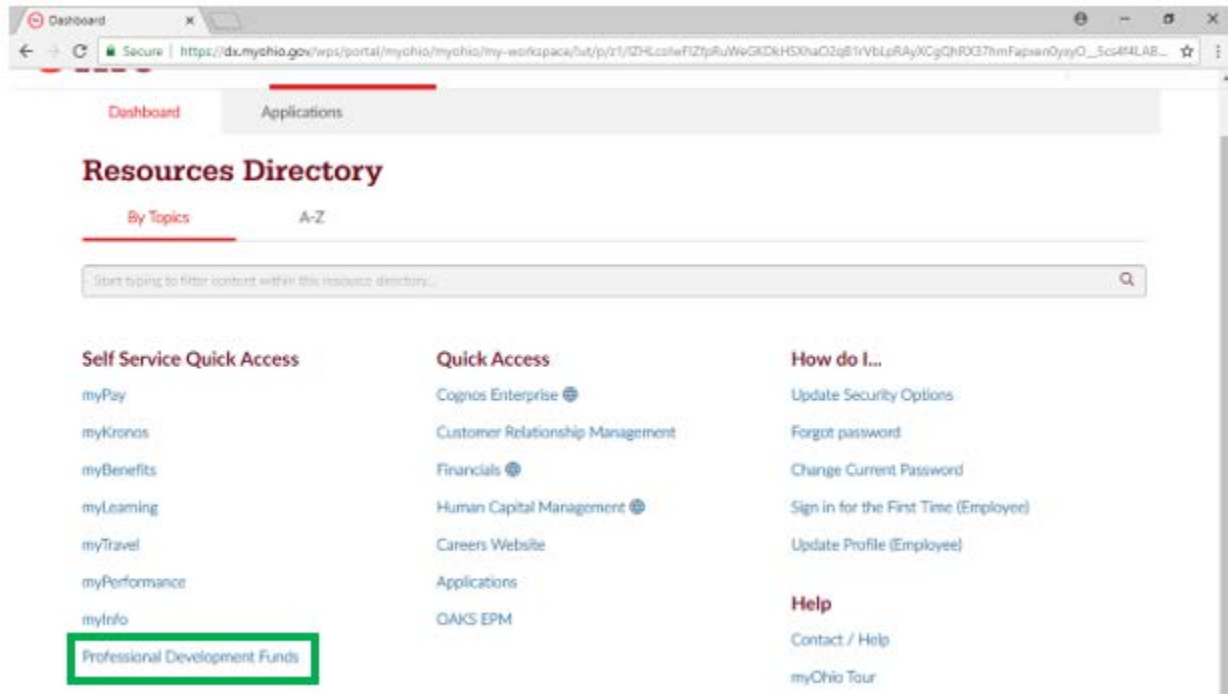 Dashboard
Secure | https://dx.myohio.gov/wps/portal/myohio/myohio/my-workspace/
Dashboard Applications
Resources Directory
By Topics A-Z
Start typing to filter content within this resource directory...
Self Service Quick Access
myPay
myKronos
myBenefits
myLearning
myTravel
myPerformance
myInfo
Professional Development Funds
Quick Access
Cognos Enterprise
Customer Relationship Management
Financials
Human Capital Management
Careers Website
Applications
OAKS EPM
How do I...
Update Security Options
Forgot password
Change Current Password
Sign in for the First Time (Employee)
Update Profile (Employee)
Help
Contact / Help
myOhio Tour